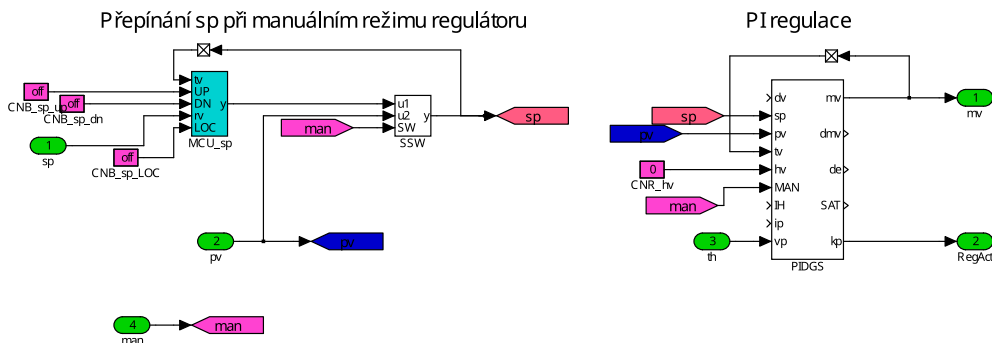 Přepínání sp při manuálním režimu regulátoru
PI regulace
tv
off
UP
CNB_sp_up
off
DN
y
CNB_sp_dn
rv
LOC
MCU_sp
1
sp
off
CNB_sp_LOC
u1
u2
y
SW
SSW
man
sp
2
pv
pv
4
man
man
dv
mv
1
mv
sp
sp
pv
pv
dmv
tv
0
hv
de
CNR_hv
MAN
man
IH
SAT
ip
3
th
vp
kp
2
RegAct
PIDGS